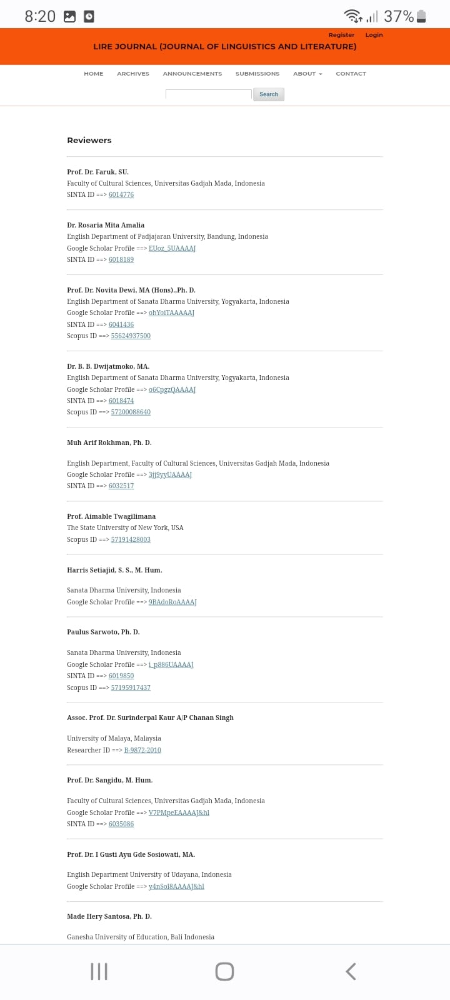 8:20
37%
Register Login
LIRE JOURNAL (JOURNAL OF LINGUISTICS AND LITERATURE)
HOME ARCHIVES ANNOUNCEMENTS SUBMISSIONS ABOUT CONTACT
Search
Reviewers
Prof. Dr. Faruk, SU.
Faculty of Cultural Sciences, Universitas Gadjah Mada, Indonesia
SINTA ID ==> 6014776
Dr. Rosaria Mita Amalia
English Department of Padjajaran University, Bandung, Indonesia
Google Scholar Profile ==> EUoz_5UAAAAJ
SINTA ID ==> 6018189
Prof. Dr. Novita Dewi, MA (Hons).,Ph. D.
English Department of Sanata Dharma University, Yogyakarta, Indonesia
Google Scholar Profile ==> ohYoiTAAAAAJ
SINTA ID ==> 6041436
Scopus ID ==> 55624937500
Dr. B. B. Dwijatmoko, MA.
English Department of Sanata Dharma University, Yogyakarta, Indonesia
Google Scholar Profile ==> o6CpgzQAAAAJ
SINTA ID ==> 6018474
Scopus ID ==> 57200088640
Muh Arif Rokhman, Ph. D.
English Department, Faculty of Cultural Sciences, Universitas Gadjah Mada, Indonesia
Google Scholar Profile ==> 3jj9yyUAAAAJ
SINTA ID ==> 6032517
Prof. Aimable Twagilimana
The State University of New York, USA
Scopus ID ==> 57191428003
Harris Setiajid, S. S., M. Hum.
Sanata Dharma University, Indonesia
Google Scholar Profile ==> 9BAdoRoAAAAJ
Paulus Sarwoto, Ph. D.
Sanata Dharma University, Indonesia
Google Scholar Profile ==> i_p886UAAAAJ
SINTA ID ==> 6019850
Scopus ID ==> 57195917437
Assoc. Prof. Dr. Surinderpal Kaur A/P Chanan Singh
University of Malaya, Malaysia
Researcher ID ==> B-9872-2010
Prof. Dr. Sangidu, M. Hum.
Faculty of Cultural Sciences, Universitas Gadjah Mada, Indonesia
Google Scholar Profile ==> V7PMpeEAAAAJ&hl
SINTA ID ==> 6035086
Prof. Dr. I Gusti Ayu Gde Sosiowati, MA.
English Department University of Udayana, Indonesia
Google Scholar Profile ==> y4nSol8AAAAJ&hl
Made Hery Santosa, Ph. D.
Ganesha University of Education, Bali Indonesia